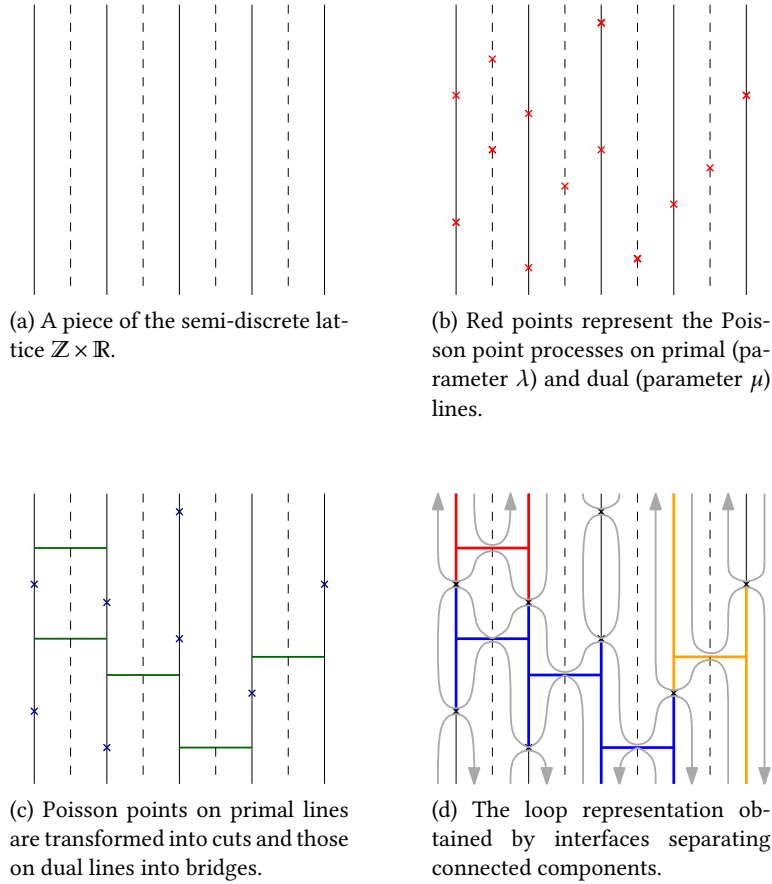 (a) A piece of the semi-discrete lat-
tice ℤ × ℝ.
(b) Red points represent the Pois-
son point processes on primal (pa-
rameter λ) and dual (parameter μ)
lines.
(c) Poisson points on primal lines
are transformed into cuts and those
on dual lines into bridges.
(d) The loop representation ob-
tained by interfaces separating
connected components.